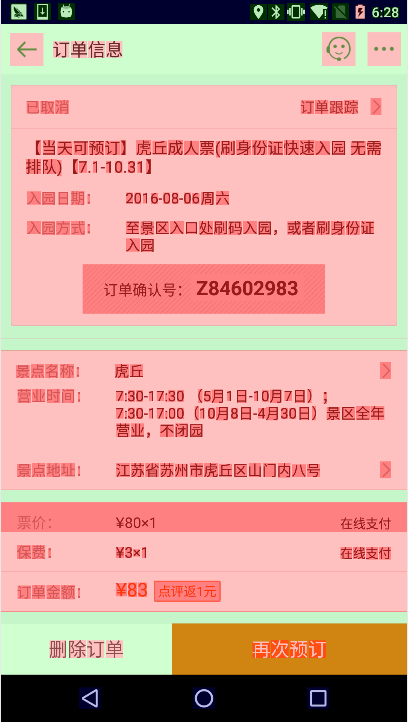 6:28
订单信息
已取消 订单跟踪
【当天可预订】虎丘成人票(刷身份证快速入园 无需
排队)【7.1-10.31】
入园日期： 2016-08-06周六
入园方式： 至景区入口处刷码入园，或者刷身份证
入园
订单确认号： Z84602983
景点名称： 虎丘
营业时间： 7:30-17:30 （5月1日-10月7日）；
7:30-17:00（10月8日-4月30日）景区全年
营业，不闭园
景点地址： 江苏省苏州市虎丘区山门内八号
票价： ¥80×1 在线支付
保费： ¥3×1 在线支付
订单金额： ¥83 点评返1元
删除订单 再次预订